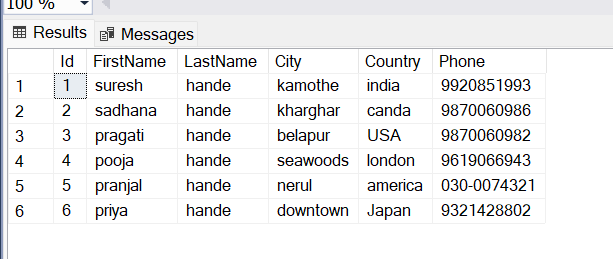 100 %
Results Messages
Id FirstName LastName City Country Phone
1 1 suresh hande kamothe india 9920851993
2 2 sadhana hande kharghar canda 9870060986
3 3 pragati hande belapur USA 9870060982
4 4 pooja hande seawoods london 9619066943
5 5 pranjal hande nerul america 030-0074321
6 6 priya hande downtown Japan 9321428802